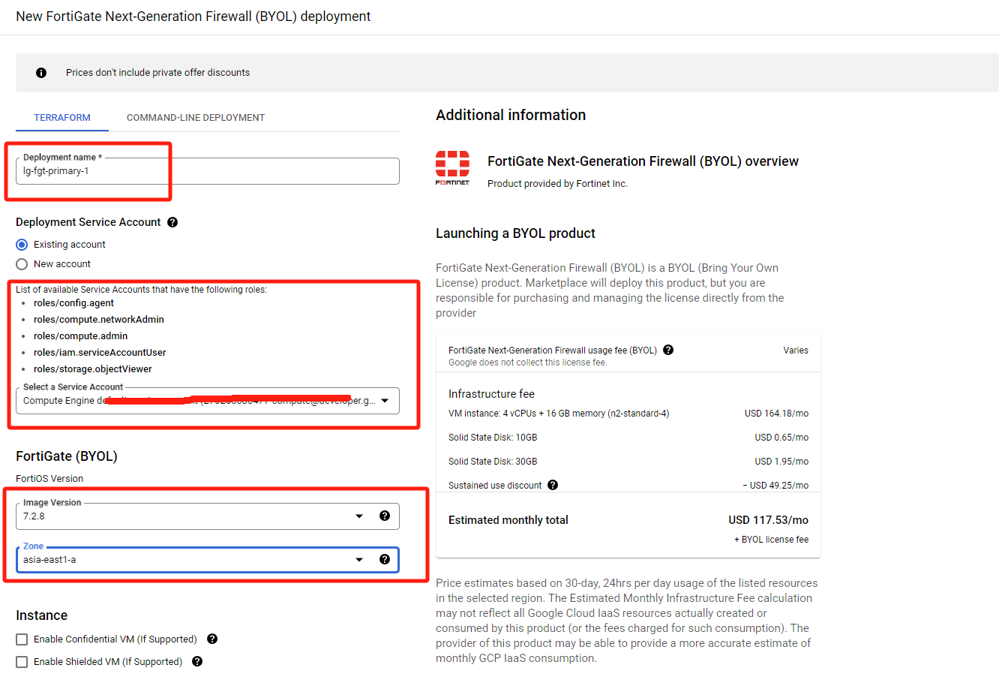 New FortiGate Next-Generation Firewall (BYOL) deployment
Prices don't include private offer discounts
TERRAFORM
COMMAND-LINE DEPLOYMENT
Deployment name *
lg-fgt-primary-1
Deployment Service Account
Existing account
New account
List of available Service Accounts that have the following roles:
roles/config.agent
roles/compute.networkAdmin
roles/compute.admin
roles/iam.serviceAccountUser
roles/storage.objectViewer
Select a Service Account
Compute Engine
FortiGate (BYOL)
FortiOS Version
Image Version
7.2.8
Zone
asia-east1-a
Instance
Enable Confidential VM (If Supported)
Enable Shielded VM (If Supported)
Additional information
FORTINET
FortiGate Next-Generation Firewall (BYOL) overview
Product provided by Fortinet Inc.
Launching a BYOL product
FortiGate Next-Generation Firewall (BYOL) is a BYOL (Bring Your Own
License) product. Marketplace will deploy this product, but you are
responsible for purchasing and managing the license directly from the
provider
FortiGate Next-Generation Firewall usage fee (BYOL)
Varies
Google does not collect this license fee.
Infrastructure fee
VM instance: 4 vCPUs + 16 GB memory (n2-standard-4)
USD 164.18/mo
Solid State Disk: 10GB
USD 0.65/mo
Solid State Disk: 30GB
USD 1.95/mo
Sustained use discount
− USD 49.25/mo
Estimated monthly total
USD 117.53/mo
+ BYOL license fee
Price estimates based on 30-day, 24hrs per day usage of the listed resources
in the selected region. The Estimated Monthly Infrastructure Fee calculation
may not reflect all Google Cloud IaaS resources actually created or
consumed by this product (or the fees charged for such consumption). The
provider of this product may be able to provide a more accurate estimate of
monthly GCP IaaS consumption.